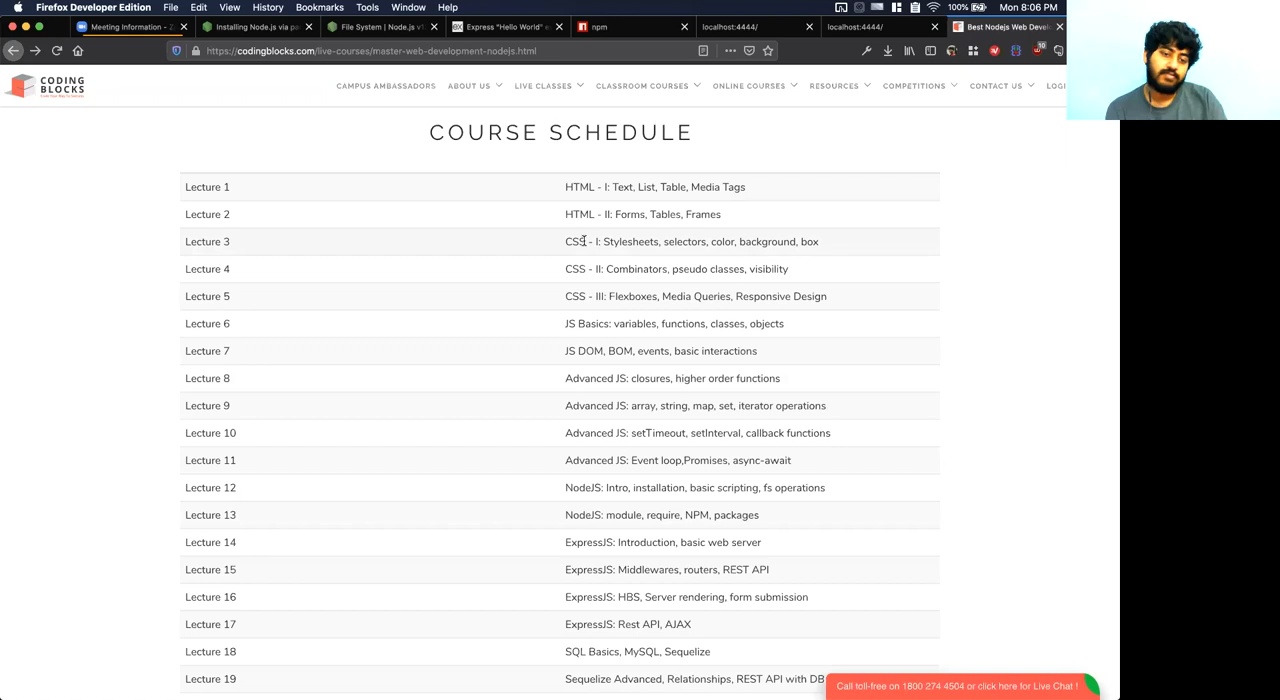 Firefox Developer Edition File Edit View History Bookmarks Tools Window Help 100% Mon 8:06 PM
Meeting Information - Z Installing Node.js via pa File System | Node.js v1 Express "Hello World" e npm localhost:4444/ localhost:4444/ Best Nodejs Web Devel
https://codingblocks.com/live-courses/master-web-development-nodejs.html 10
CODING BLOCKS CAMPUS AMBASSADORS ABOUT US LIVE CLASSES CLASSROOM COURSES ONLINE COURSES RESOURCES COMPETITIONS CONTACT US LOGI
COURSE SCHEDULE
Lecture 1 HTML - I: Text, List, Table, Media Tags
Lecture 2 HTML - II: Forms, Tables, Frames
Lecture 3 CSS - I: Stylesheets, selectors, color, background, box
Lecture 4 CSS - II: Combinators, pseudo classes, visibility
Lecture 5 CSS - III: Flexboxes, Media Queries, Responsive Design
Lecture 6 JS Basics: variables, functions, classes, objects
Lecture 7 JS DOM, BOM, events, basic interactions
Lecture 8 Advanced JS: closures, higher order functions
Lecture 9 Advanced JS: array, string, map, set, iterator operations
Lecture 10 Advanced JS: setTimeout, setInterval, callback functions
Lecture 11 Advanced JS: Event loop,Promises, async-await
Lecture 12 NodeJS: Intro, installation, basic scripting, fs operations
Lecture 13 NodeJS: module, require, NPM, packages
Lecture 14 ExpressJS: Introduction, basic web server
Lecture 15 ExpressJS: Middlewares, routers, REST API
Lecture 16 ExpressJS: HBS, Server rendering, form submission
Lecture 17 ExpressJS: Rest API, AJAX
Lecture 18 SQL Basics, MySQL, Sequelize
Lecture 19 Sequelize Advanced, Relationships, REST API with DB
Call toll-free on 1800 274 4504 or click here for Live Chat !